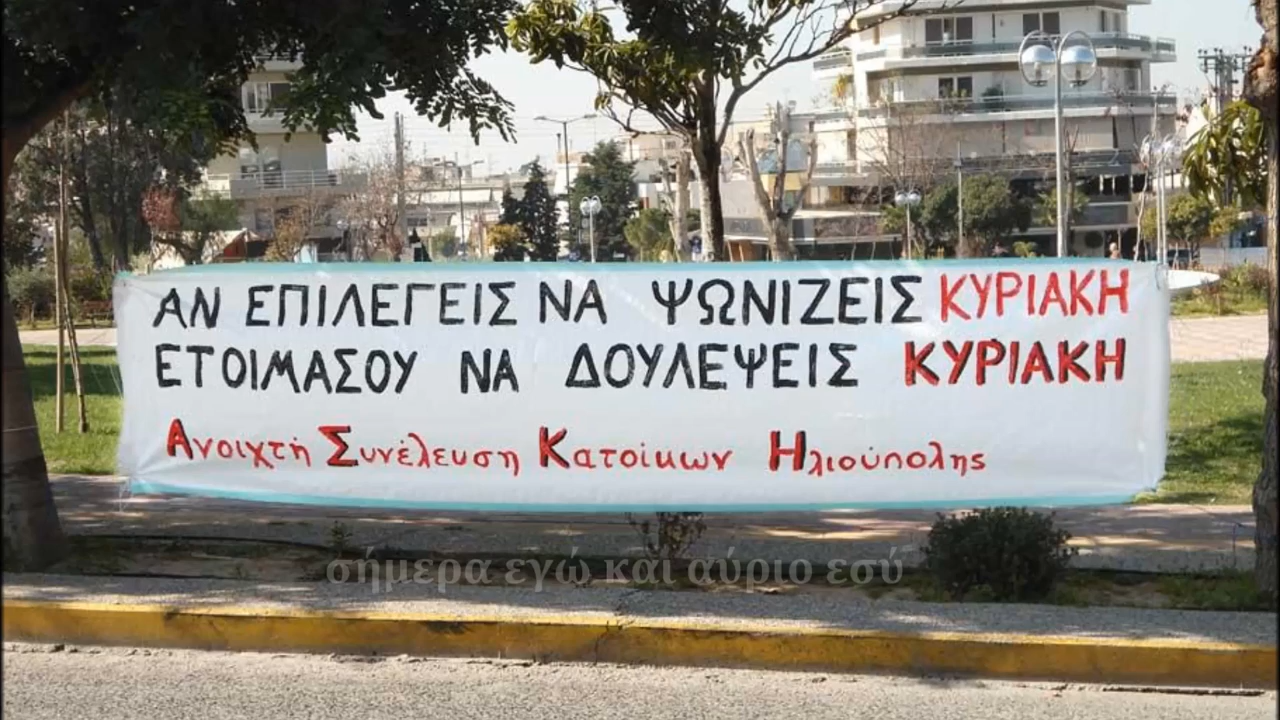 ΑΝ ΕΠΙΛΕΓΕΙΣ ΝΑ ΨΩΝΙΖΕΙΣ ΚΥΡΙΑΚΗ
ΕΤΟΙΜΑΣΟΥ ΝΑ ΔΟΥΛΕΨΕΙΣ ΚΥΡΙΑΚΗ
Ανοιχτή Συνέλευση Κατοίκων Ηλιούπολης
σήμερα εγώ και αύριο εσύ